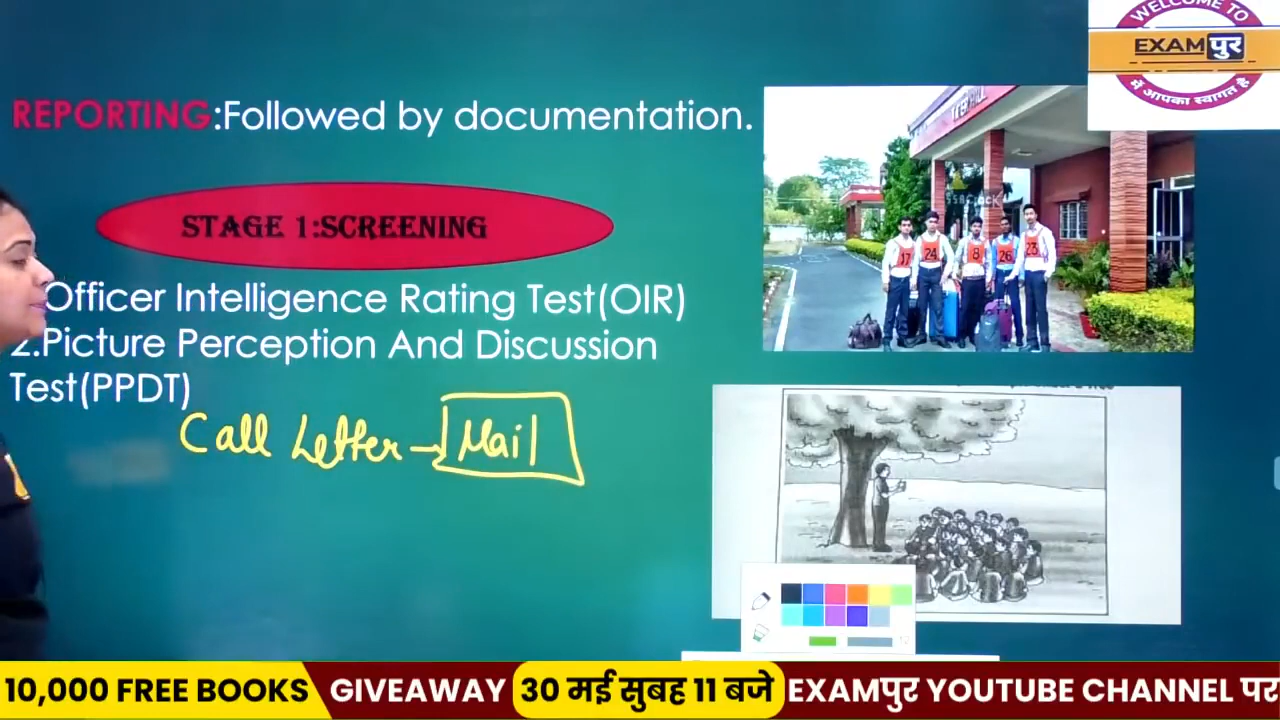 WELCOME TO
EXAMपुर
में आपका स्वागत है
REPORTING:Followed by documentation.
STAGE 1:SCREENING
Officer Intelligence Rating Test(OIR)
2.Picture Perception And Discussion
Test(PPDT)
Call Letter → Mail
SSBCrack
17 24 8 26 23
10,000 FREE BOOKS GIVEAWAY 30 मई सुबह 11 बजे EXAMपुर YOUTUBE CHANNEL पर